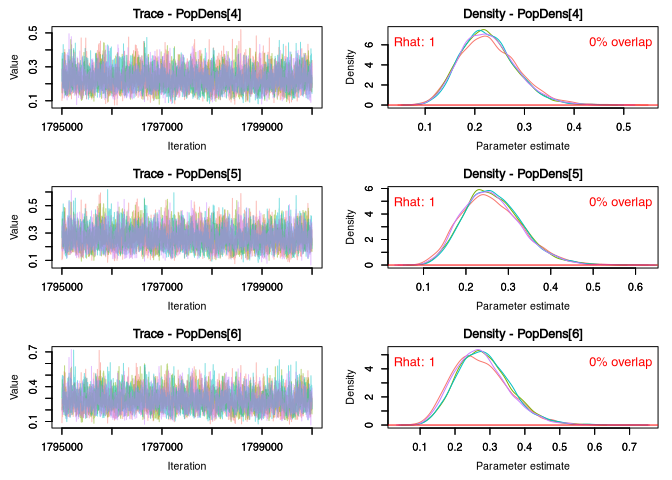 Trace - PopDens[4]
Value
0.1 0.3 0.5
1795000 1797000 1799000
Iteration
Density - PopDens[4]
Density
0 2 4 6
Rhat: 1
0% overlap
0.1 0.2 0.3 0.4 0.5
Parameter estimate
Trace - PopDens[5]
Value
0.1 0.3 0.5
1795000 1797000 1799000
Iteration
Density - PopDens[5]
Density
0 2 4 6
Rhat: 1
0% overlap
0.1 0.2 0.3 0.4 0.5 0.6
Parameter estimate
Trace - PopDens[6]
Value
0.1 0.4 0.7
1795000 1797000 1799000
Iteration
Density - PopDens[6]
Density
0 2 4
Rhat: 1
0% overlap
0.1 0.2 0.3 0.4 0.5 0.6 0.7
Parameter estimate